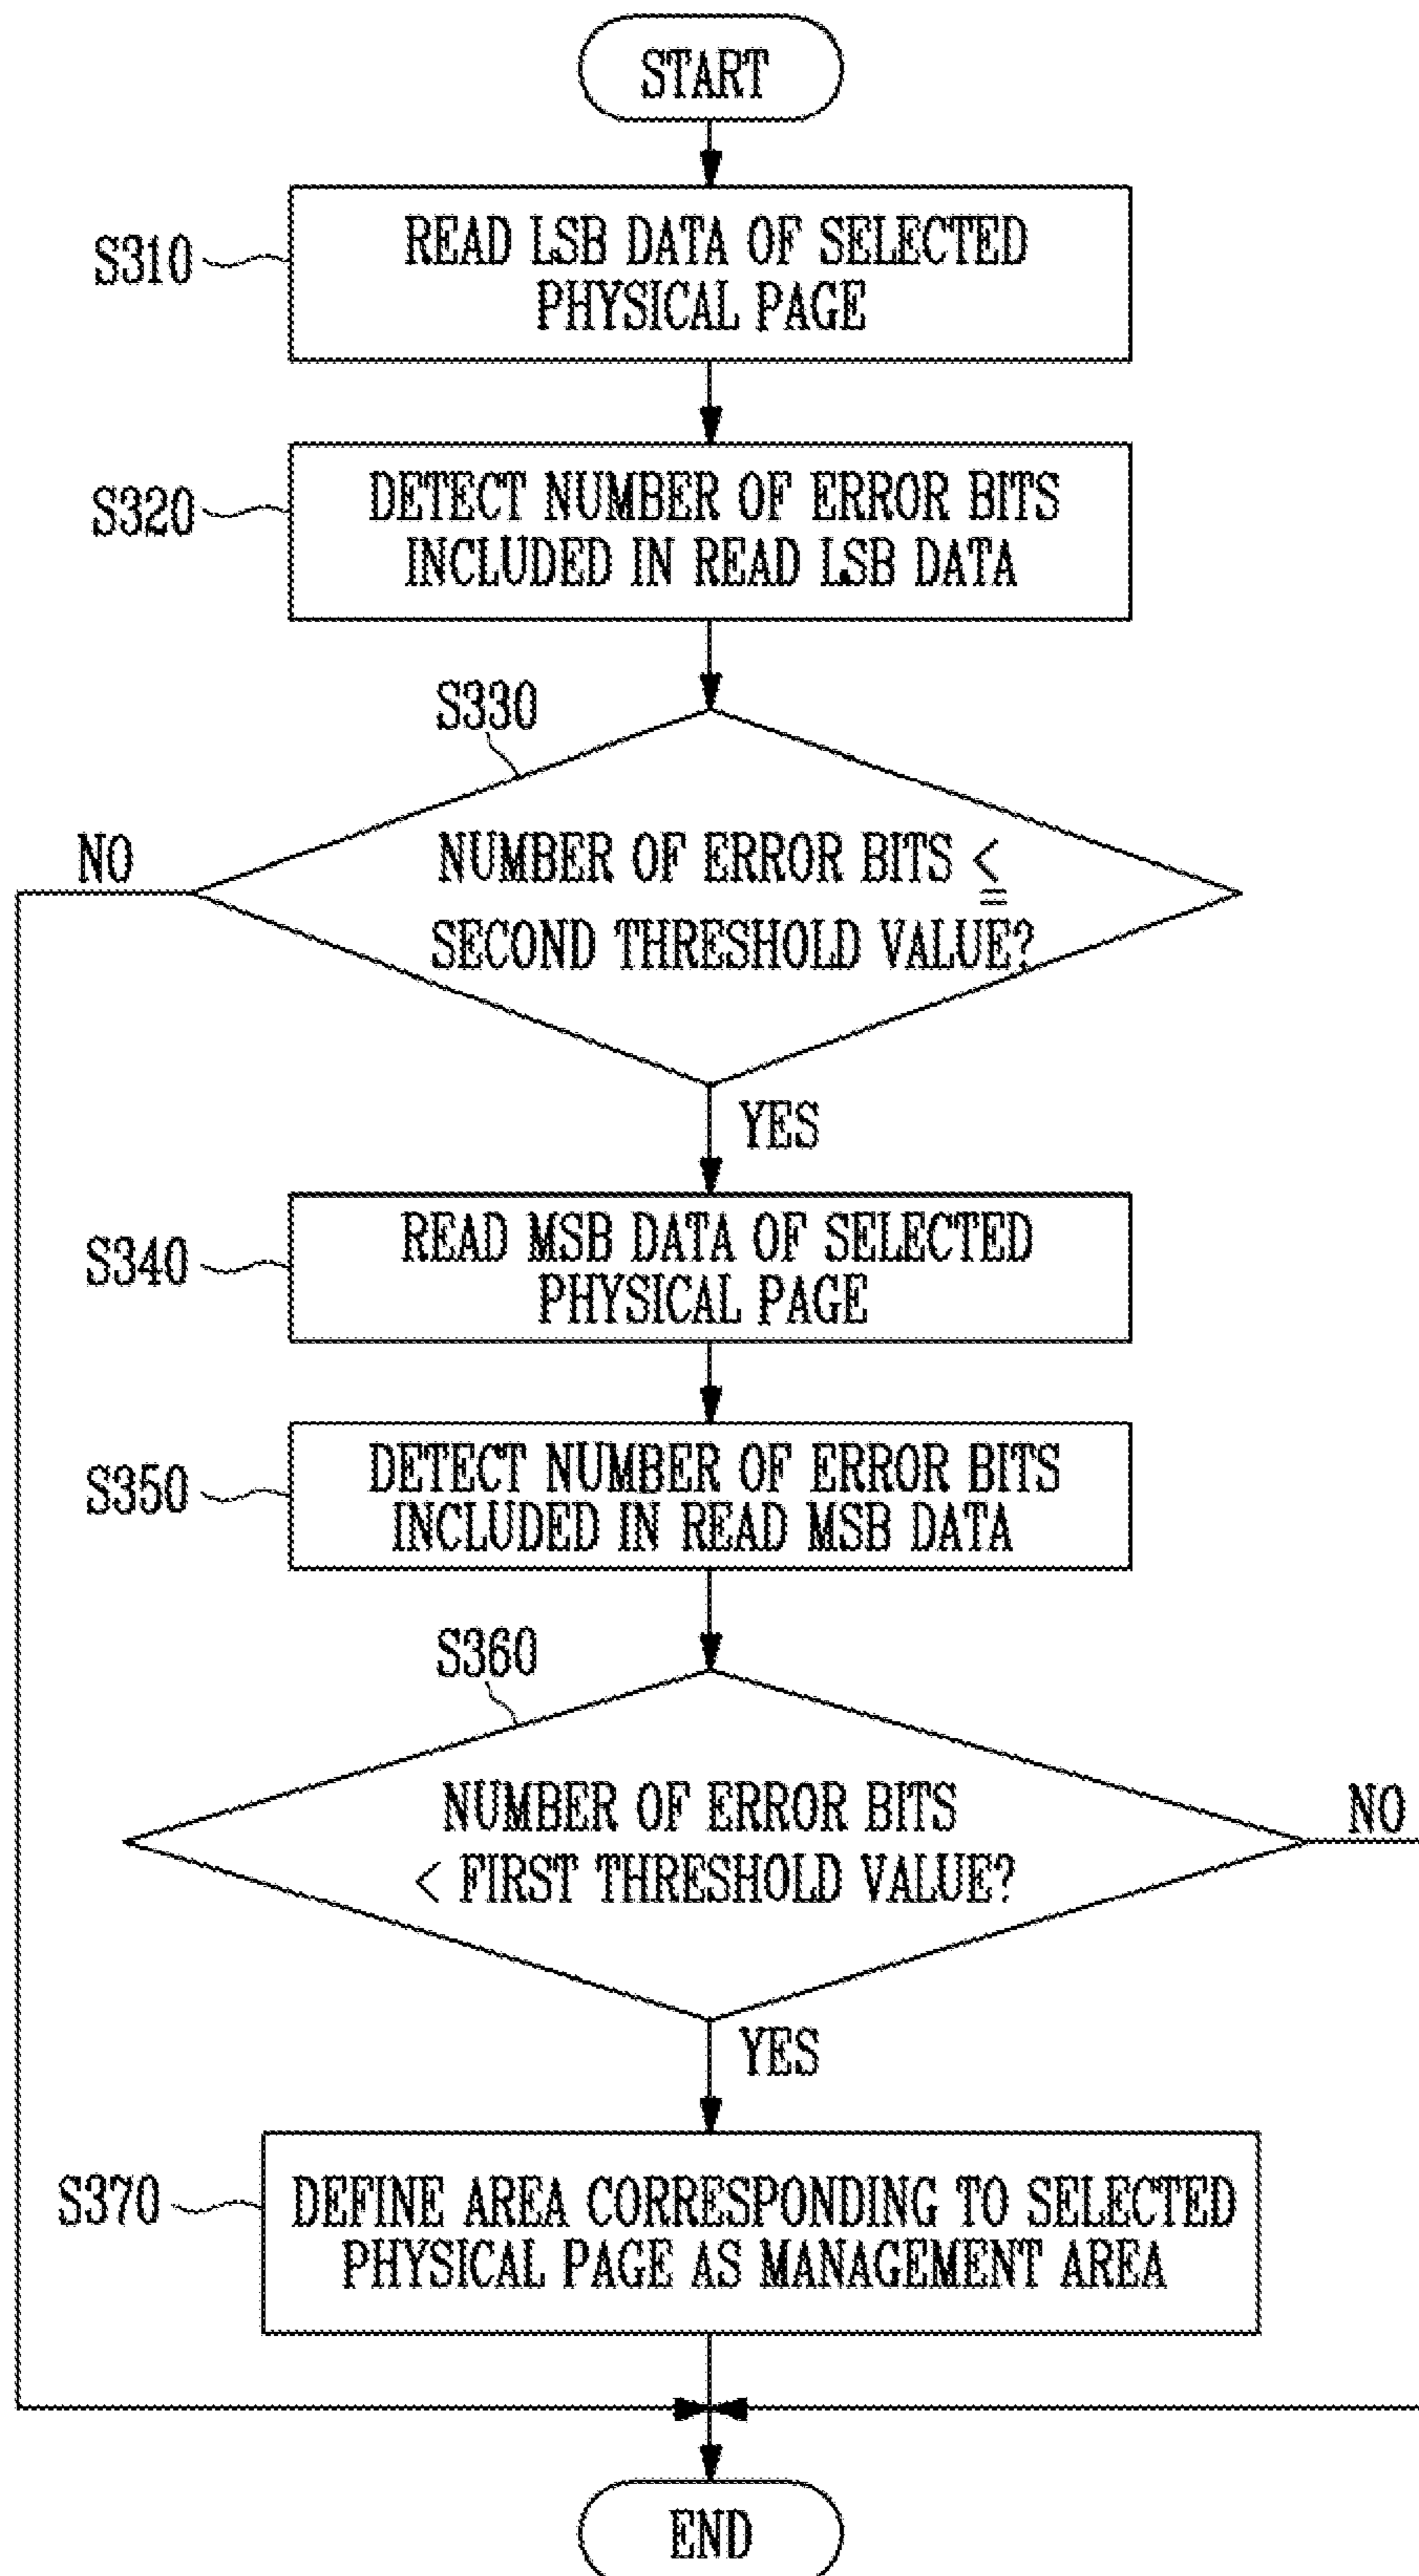 START
S310
READ LSB DATA OF SELECTED
PHYSICAL PAGE
S320
DETECT NUMBER OF ERROR BITS
INCLUDED IN READ LSB DATA
S330
NO
NUMBER OF ERROR BITS ≦
SECOND THRESHOLD VALUE?
YES
S340
READ MSB DATA OF SELECTED
PHYSICAL PAGE
S350
DETECT NUMBER OF ERROR BITS
INCLUDED IN READ MSB DATA
S360
NUMBER OF ERROR BITS
< FIRST THRESHOLD VALUE?
NO
YES
S370
DEFINE AREA CORRESPONDING TO SELECTED
PHYSICAL PAGE AS MANAGEMENT AREA
END